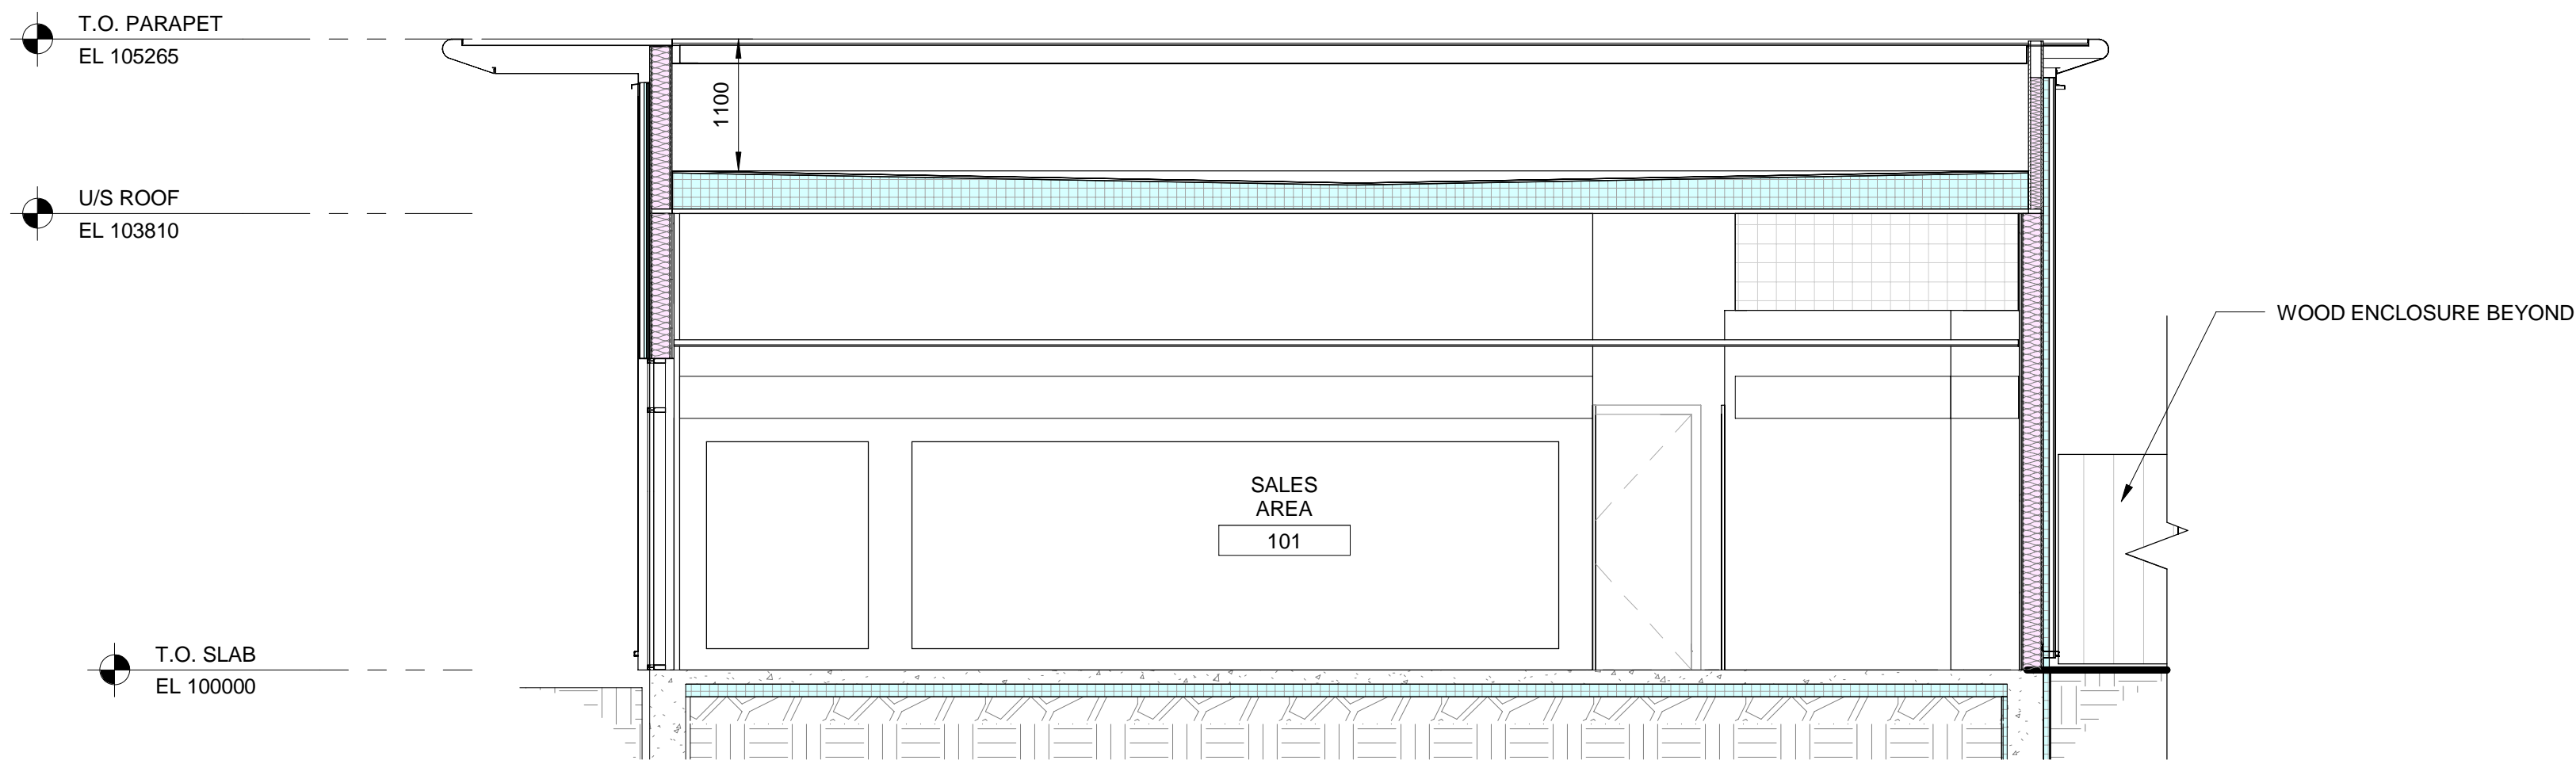 T.O. PARAPET
EL 105265
1100
U/S ROOF
EL 103810
WOOD ENCLOSURE BEYOND
SALES
AREA
101
T.O. SLAB
EL 100000